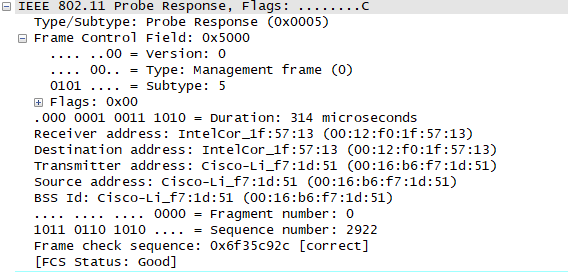 IEEE 802.11 Probe Response, Flags: ........C
Type/Subtype: Probe Response (0x0005)
Frame Control Field: 0x5000
.... ..00 = Version: 0
.... 00.. = Type: Management frame (0)
0101 .... = Subtype: 5
Flags: 0x00
.000 0001 0011 1010 = Duration: 314 microseconds
Receiver address: IntelCor_1f:57:13 (00:12:f0:1f:57:13)
Destination address: IntelCor_1f:57:13 (00:12:f0:1f:57:13)
Transmitter address: Cisco-Li_f7:1d:51 (00:16:b6:f7:1d:51)
Source address: Cisco-Li_f7:1d:51 (00:16:b6:f7:1d:51)
BSS Id: Cisco-Li_f7:1d:51 (00:16:b6:f7:1d:51)
.... .... .... 0000 = Fragment number: 0
1011 0110 1010 .... = Sequence number: 2922
Frame check sequence: 0x6f35c92c [correct]
[FCS Status: Good]